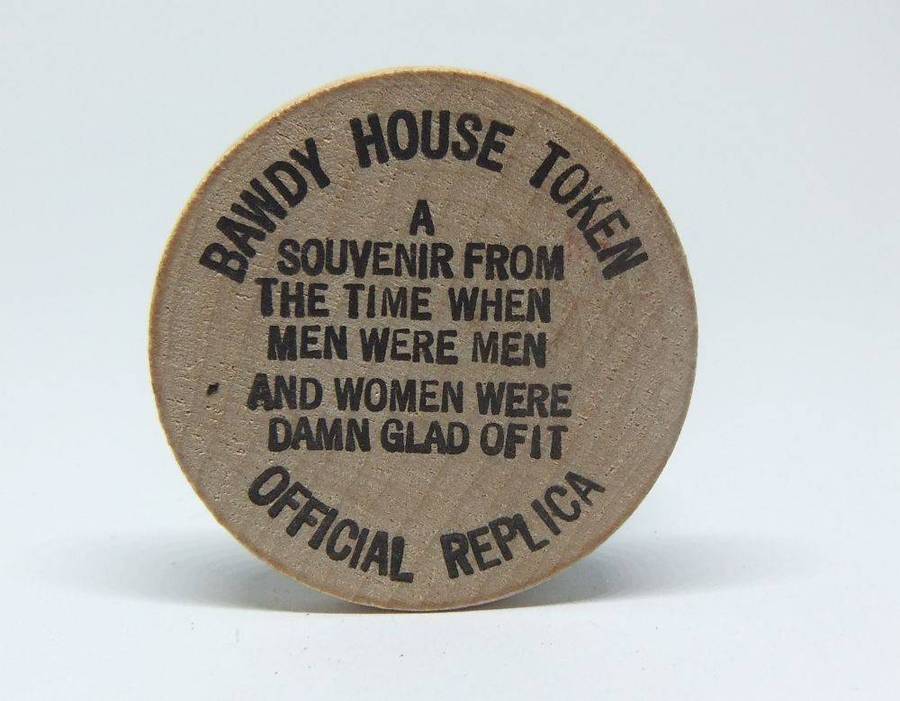 BAWDY HOUSE TOKEN
A
SOUVENIR FROM
THE TIME WHEN
MEN WERE MEN
AND WOMEN WERE
DAMN GLAD OFIT
OFFICIAL REPLICA